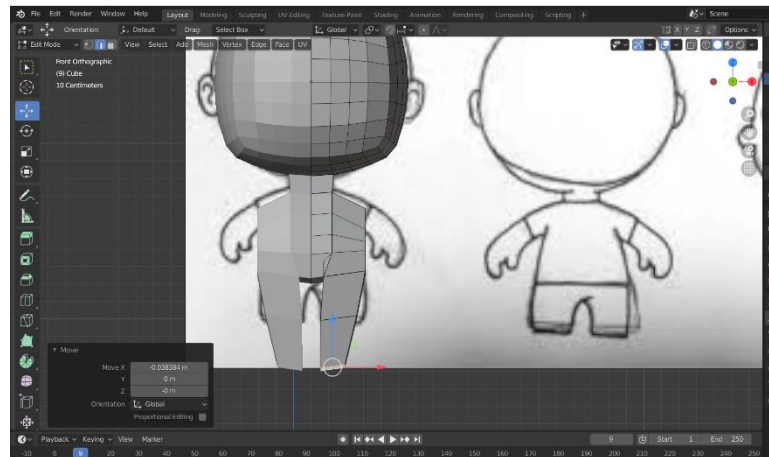 File Edit Render Window Help Layout Modeling Sculpting UV Editing Texture Paint Shading Animation Rendering Compositing Scripting + Scene
Orientation: Default Drag: Select Box Global X Y Z Options
Edit Mode View Select Add Mesh Vertex Edge Face UV
Front Orthographic
(9) Cube
10 Centimeters
Move
Move X -0.038384 m
Y -0 m
Z -0 m
Orientation Global
Proportional Editing
Playback Keying View Marker 9 Start 1 End 250
-10 0 9 20 30 40 50 60 70 80 90 100 110 120 130 140 150 160 170 180 190 200 210 220 230 240 250